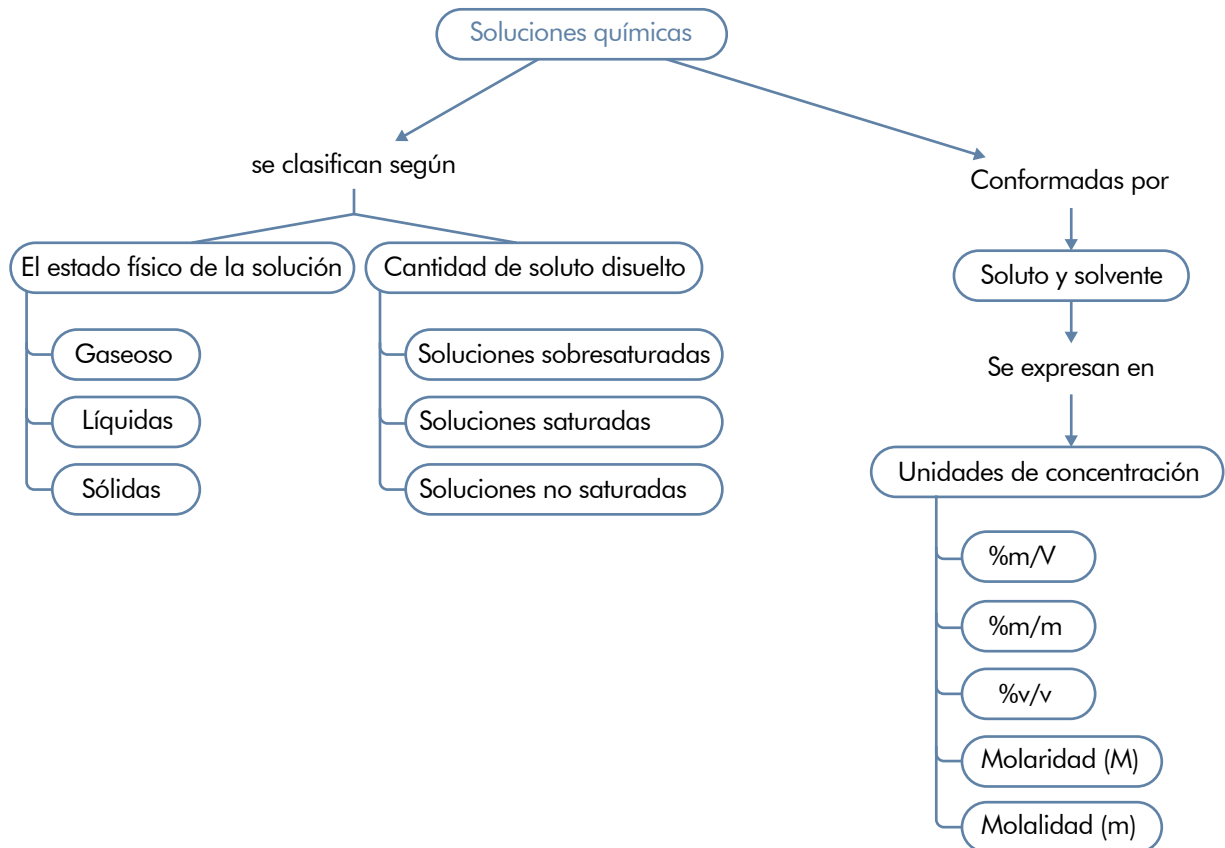 Soluciones químicas
se clasifican según
El estado físico de la solución
Gaseoso
Líquidas
Sólidas
Cantidad de soluto disuelto
Soluciones sobresaturadas
Soluciones saturadas
Soluciones no saturadas
Conformadas por
Soluto y solvente
Se expresan en
Unidades de concentración
%m/V
%m/m
%v/v
Molaridad (M)
Molalidad (m)